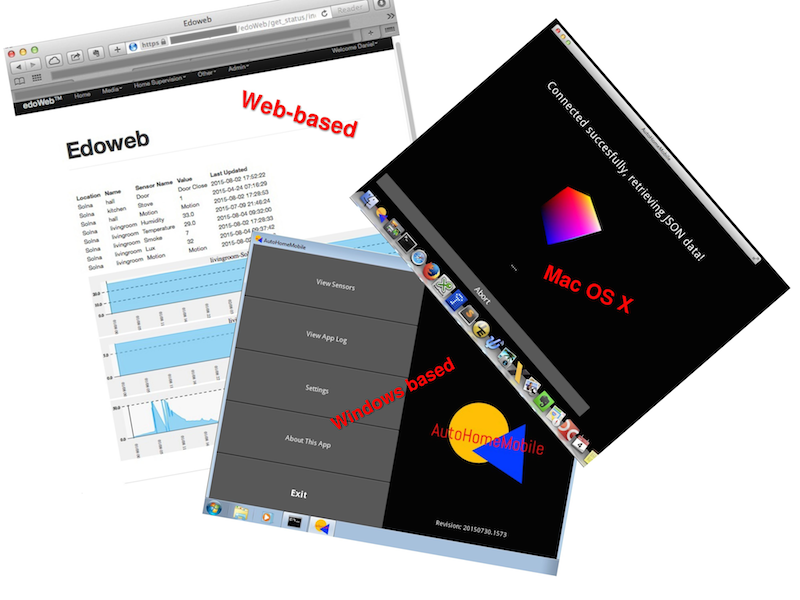 Edoweb
https
/edoWeb/get_status/in
Reader
edoWeb™ Home Media Home Supervision Other Admin Welcome Daniel
Web-based
Edoweb
Location Name Sensor Name Value Last Updated
Solna hall Door Door Close 2015-08-02 17:52:22
Solna kitchen Stove 1 2015-04-24 07:18:29
Solna hall Motion Motion 2015-08-02 17:28:53
Solna livingroom Humidity 33.0 2015-07-09 21:46:24
Solna livingroom Temperature 29.0 2015-08-04 09:32:00
Solna livingroom Smoke 7 2015-08-02 17:28:33
Solna livingroom Lux 32 2015-08-04 09:37:42
Solna livingroom Motion Motion 2015-08-02
livingroom-Sol
AutoHomeMobile
View Sensors
View App Log
Settings
About This App
Exit
Windows based
AutoHomeMobile
Revision: 20150730.1573
AutoHomeMobile
Connected succesfully, retrieving JSON data!
Mac OS X
Abort
4